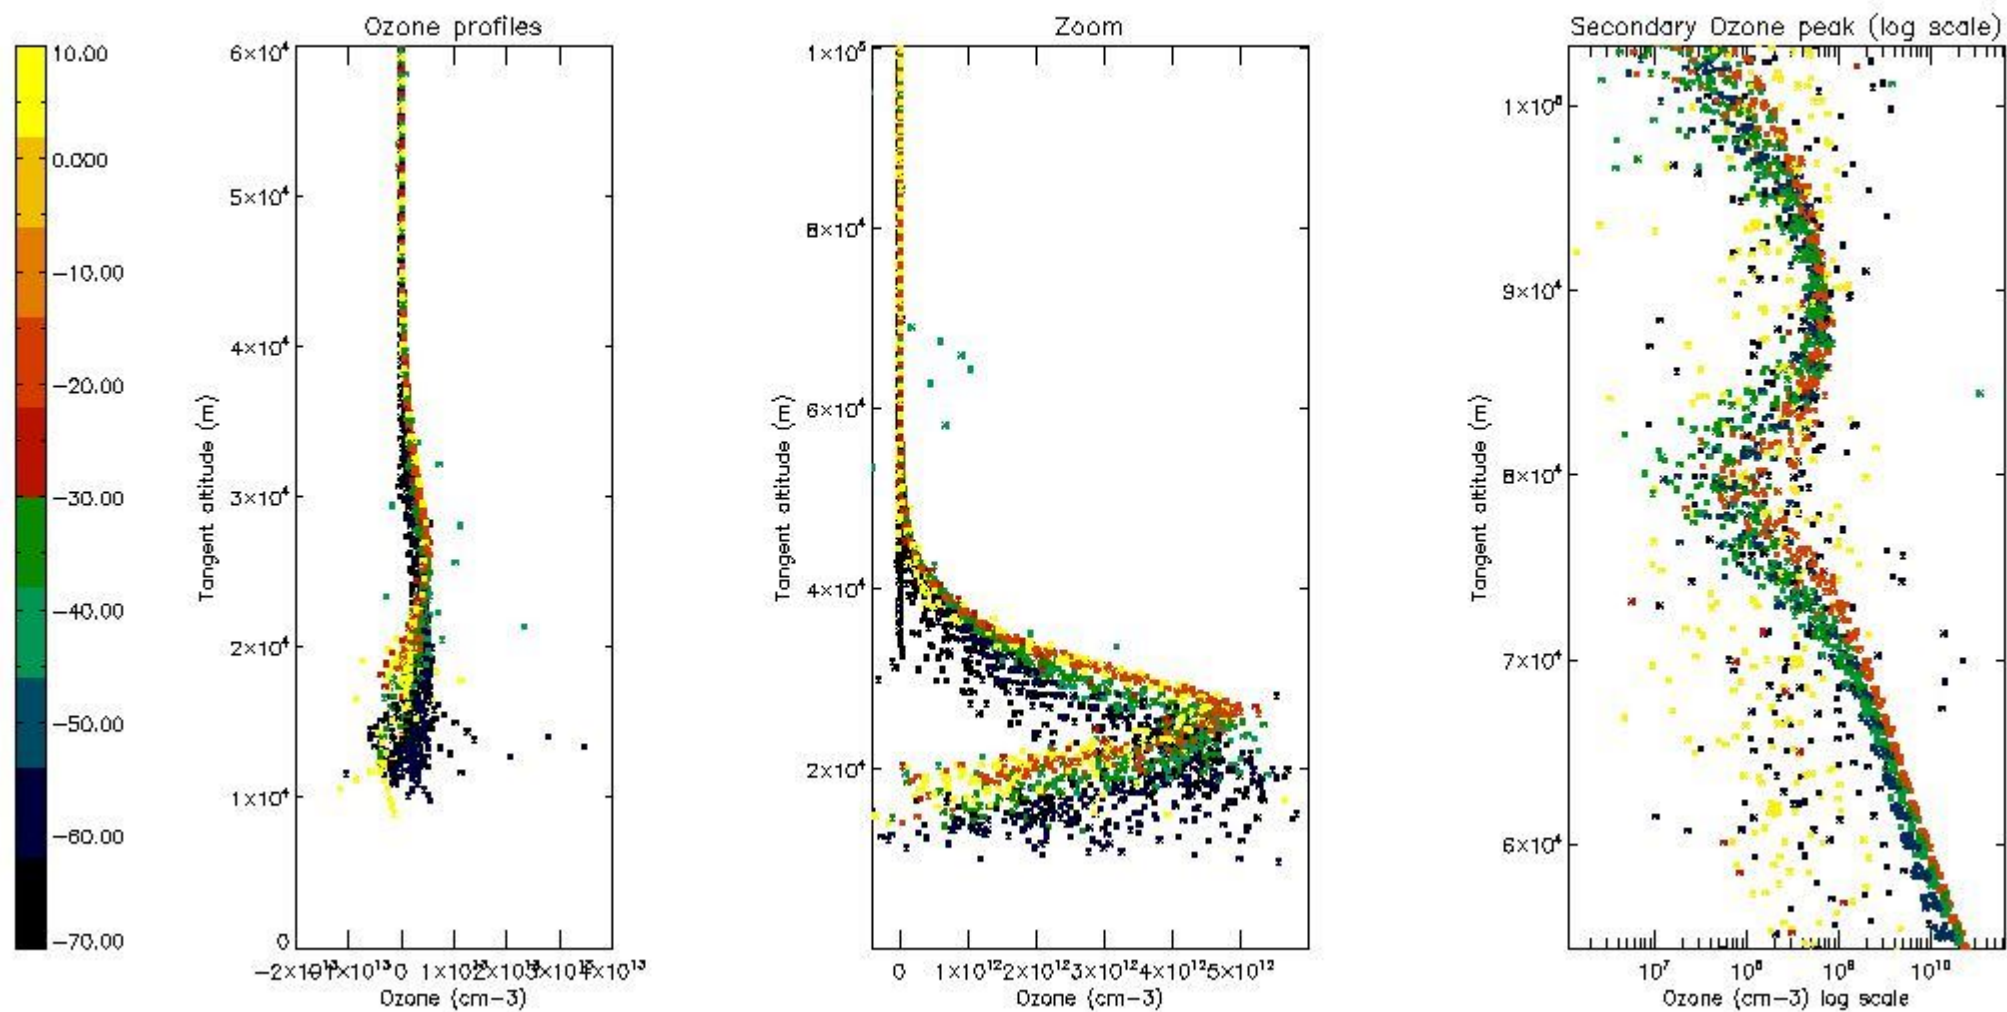 Ozone profiles
Zoom
Secondary Ozone peak (log scale)
10.00
0.000
−10.00
−20.00
−30.00
−40.00
−50.00
−60.00
−70.00
6×10⁴
5×10⁴
4×10⁴
3×10⁴
2×10⁴
1×10⁴
0
Tangent altitude (m)
0
Ozone (cm−3)
1×10⁵
8×10⁴
6×10⁴
4×10⁴
2×10⁴
Tangent altitude (m)
0 1×10¹² 2×10¹² 3×10¹² 4×10¹² 5×10¹²
Ozone (cm−3)
9×10⁴
8×10⁴
7×10⁴
6×10⁴
Tangent altitude (m)
10⁷ 10¹⁰
Ozone (cm−3) log scale